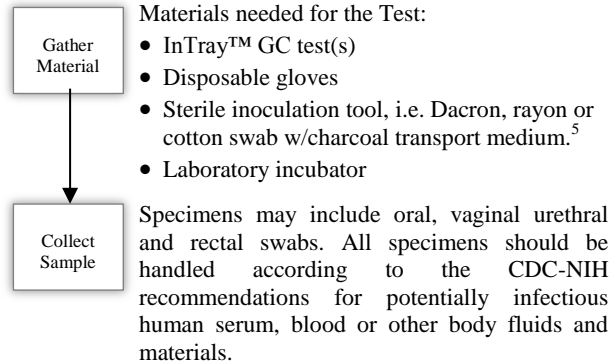 Materials needed for the Test:
Gather
Material
• InTray™ GC test(s)
• Disposable gloves
• Sterile inoculation tool, i.e. Dacron, rayon or
cotton swab w/charcoal transport medium.5
• Laboratory incubator
Collect
Sample
Specimens may include oral, vaginal urethral
and rectal swabs. All specimens should be
handled according to the CDC-NIH
recommendations for potentially infectious
human serum, blood or other body fluids and
materials.